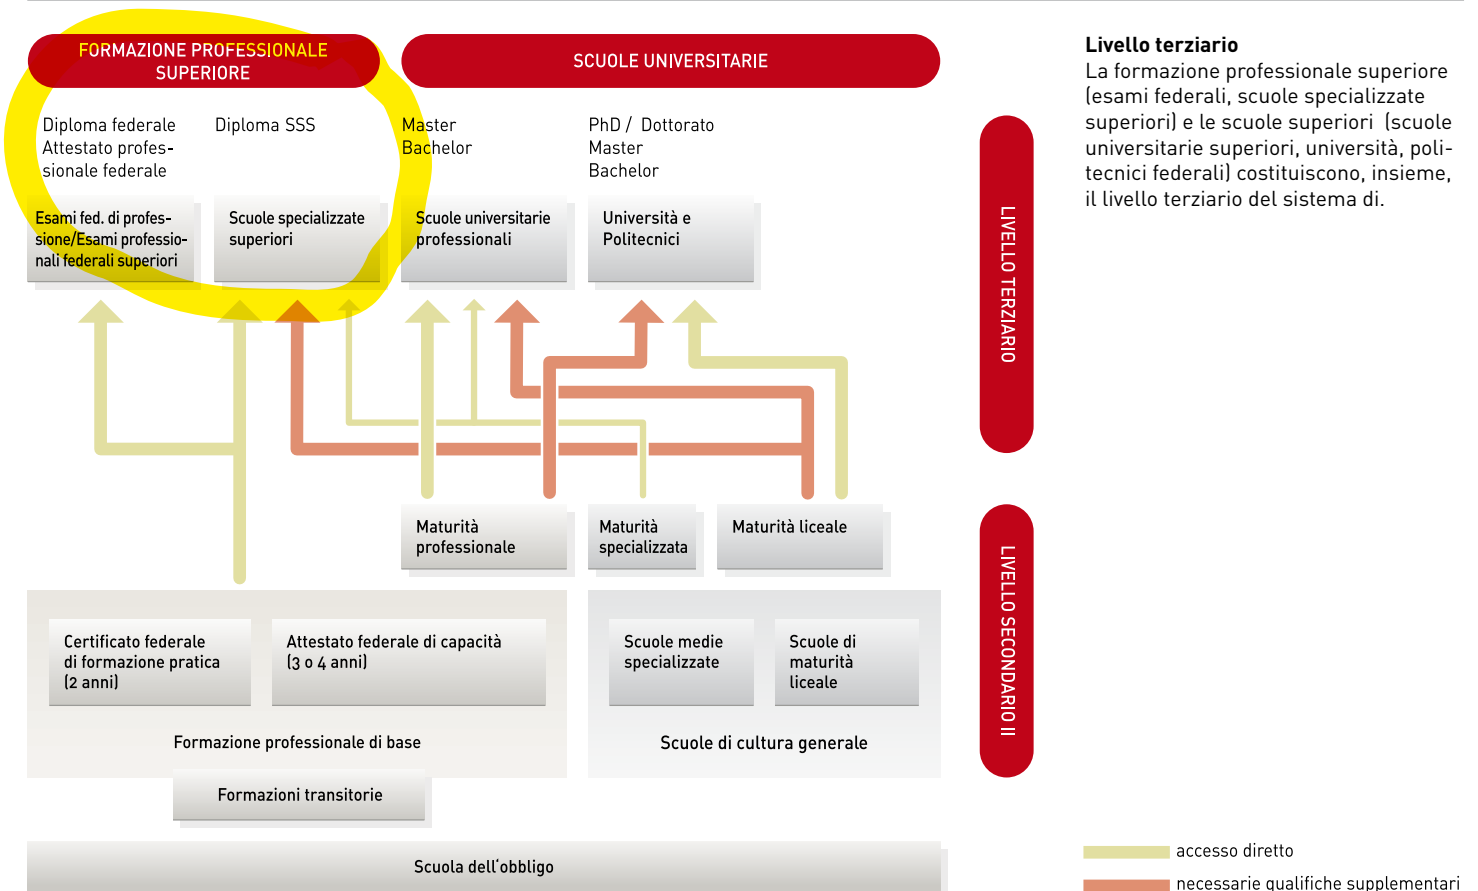 FORMAZIONE PROFESSIONALE
SUPERIORE
SCUOLE UNIVERSITARIE
Diploma federale
Attestato profes-
sionale federale
Diploma SSS
Master
Bachelor
PhD / Dottorato
Master
Bachelor
Esami fed. di profes-
sione/Esami professio-
nali federali superiori
Scuole specializzate
superiori
Scuole universitarie
professionali
Università e
Politecnici
LIVELLO TERZIARIO
Livello terziario
La formazione professionale superiore
(esami federali, scuole specializzate
superiori) e le scuole superiori (scuole
universitarie superiori, università, poli-
tecnici federali) costituiscono, insieme,
il livello terziario del sistema di.
Maturità
professionale
Maturità
specializzata
Maturità liceale
LIVELLO SECONDARIO II
Certificato federale
di formazione pratica
(2 anni)
Attestato federale di capacità
(3 o 4 anni)
Scuole medie
specializzate
Scuole di
maturità
liceale
Formazione professionale di base
Scuole di cultura generale
Formazioni transitorie
Scuola dell'obbligo
accesso diretto
necessarie qualifiche supplementari